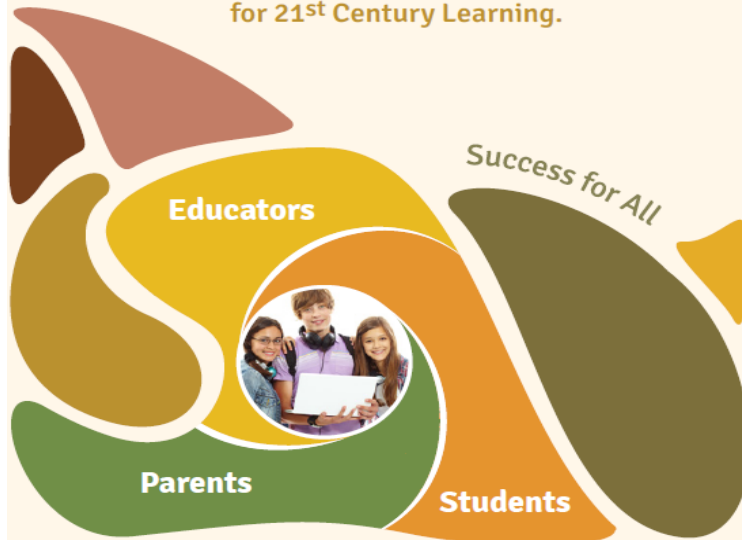 for 21st Century Learning.
Success for All
Educators
Parents
Students